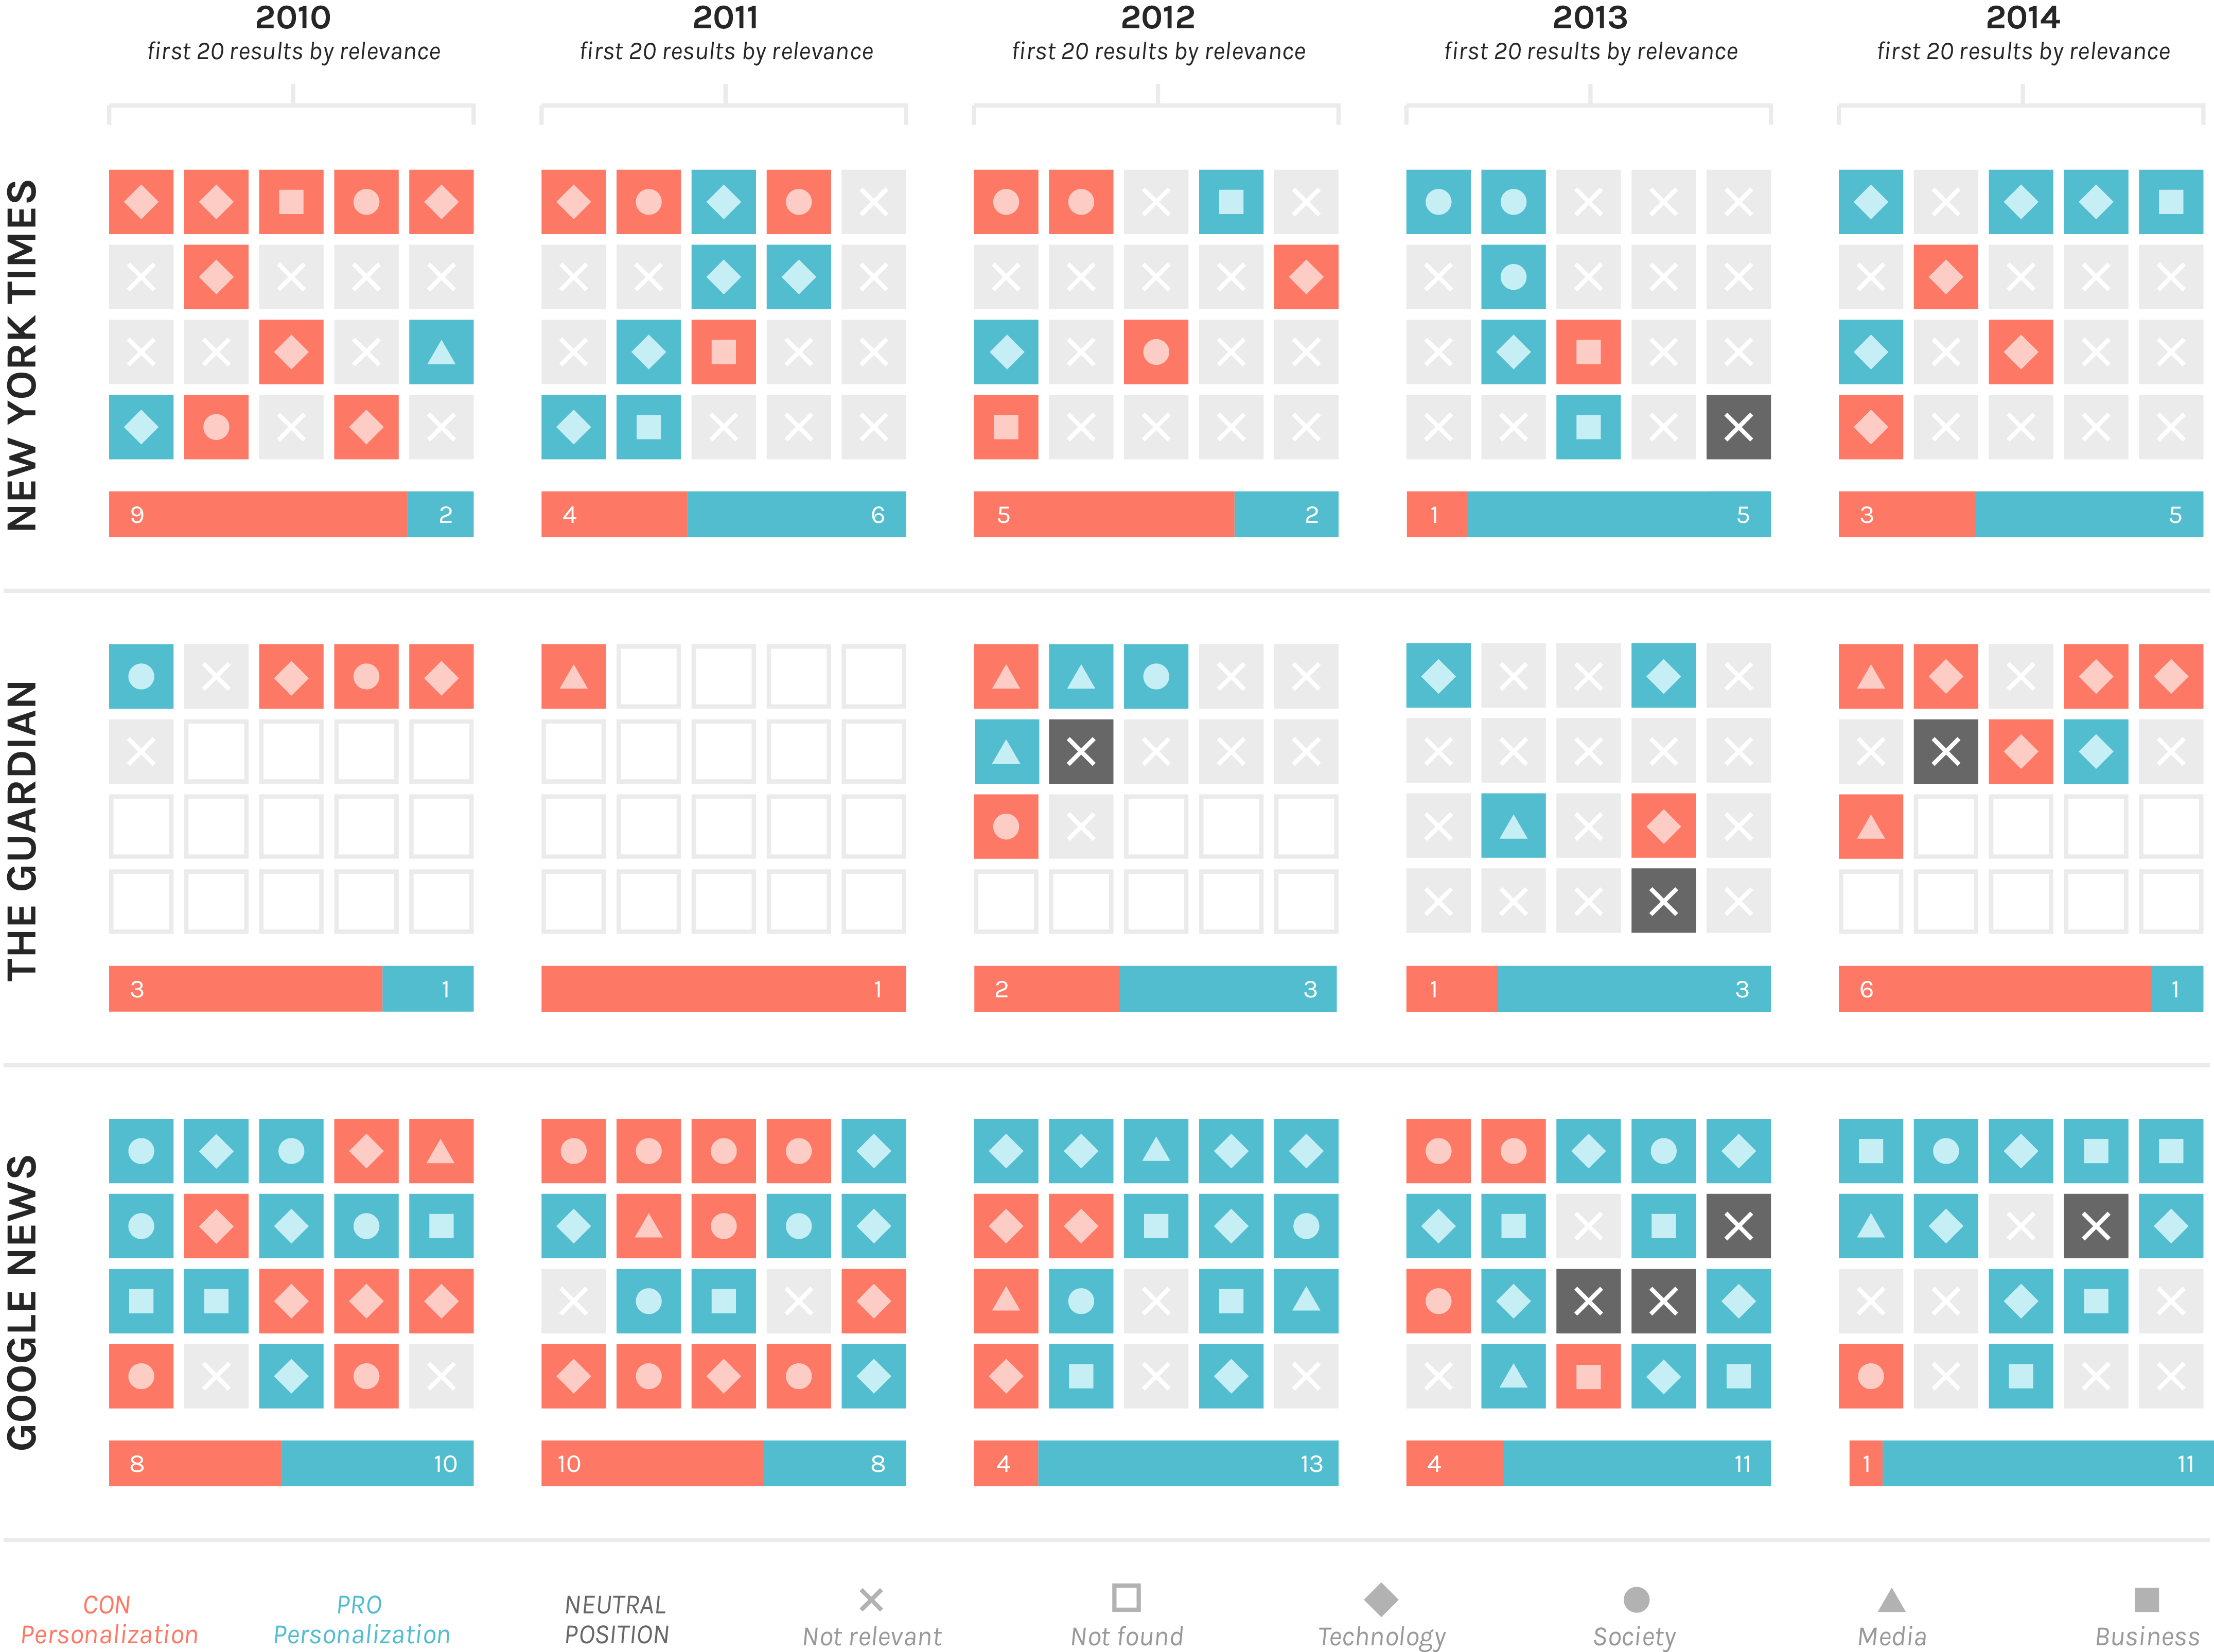 2010
first 20 results by relevance
2011
first 20 results by relevance
2012
first 20 results by relevance
2013
first 20 results by relevance
2014
first 20 results by relevance
NEW YORK TIMES
9 2
4 6
5 2
1 5
3 5
THE GUARDIAN
3 1
1
2 3
1 3
6 1
GOOGLE NEWS
8 10
10 8
4 13
4 11
1 11
CON
Personalization
PRO
Personalization
NEUTRAL
POSITION
Not relevant
Not found
Technology
Society
Media
Business